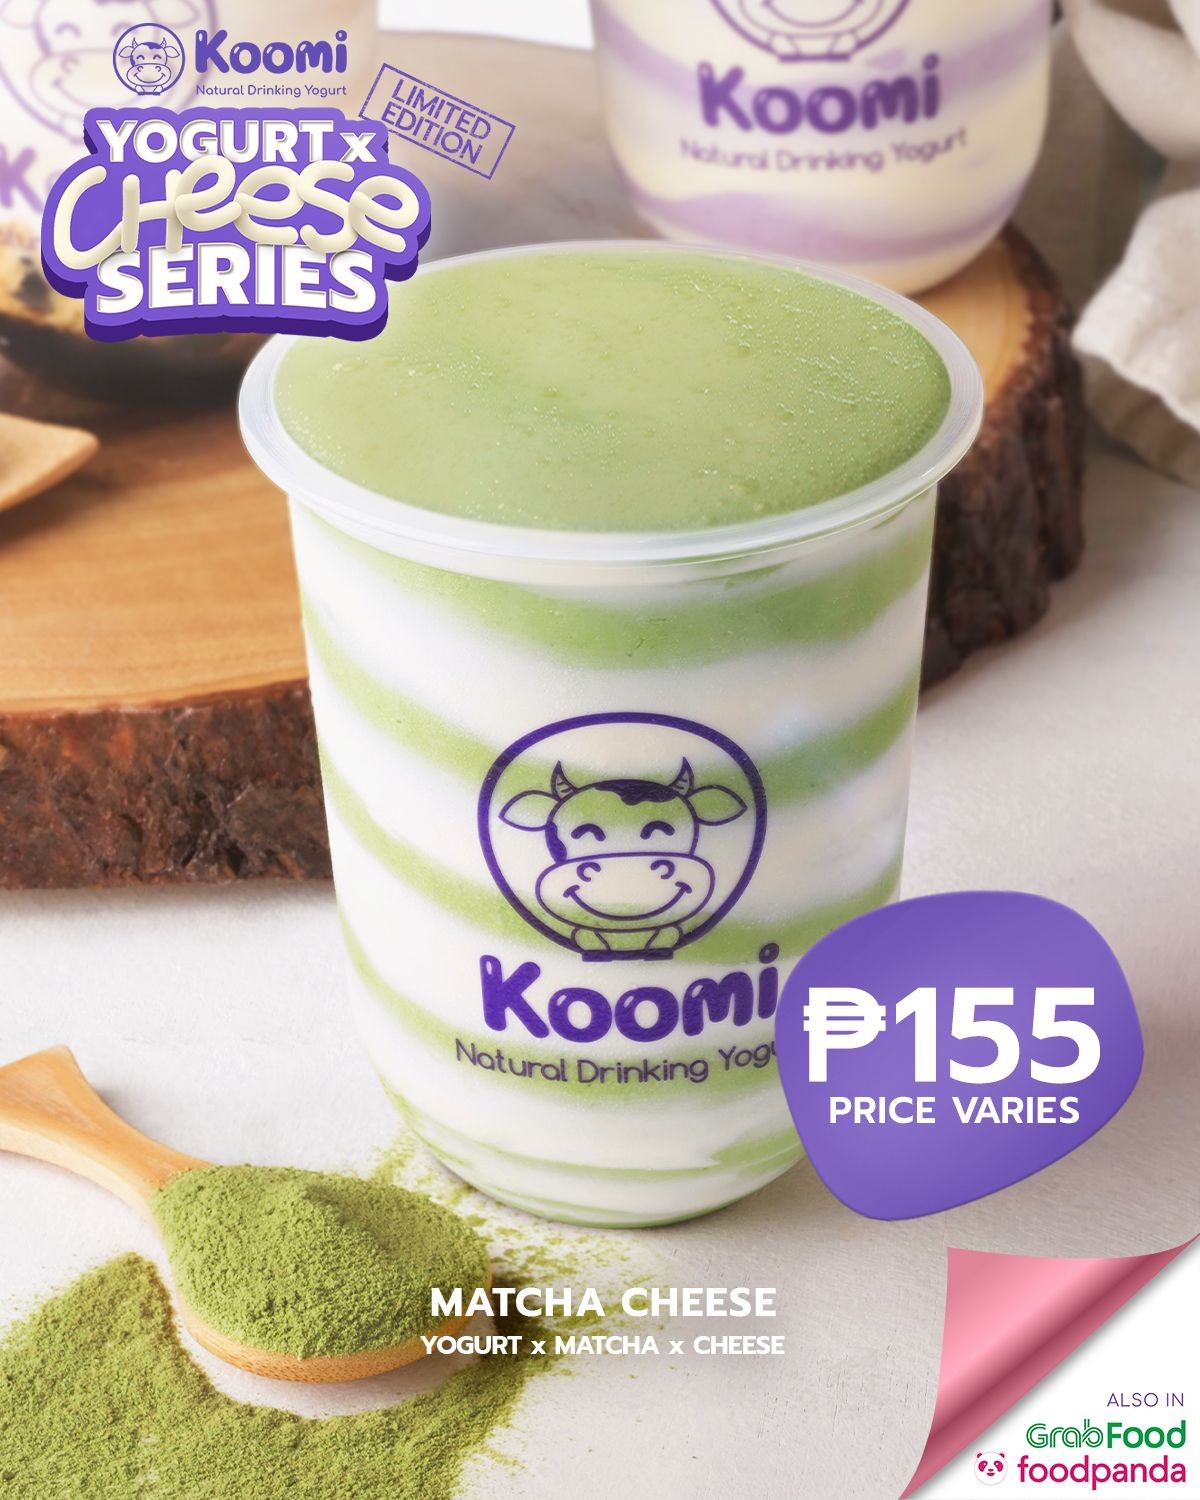 Koomi
Natural Drinking Yogurt
LIMITED
EDITION
YOGURT x
CHEESE
SERIES
Koomi
Natural Drinking Yogurt
Koomi
Natural Drinking Yogu
₱155
PRICE VARIES
MATCHA CHEESE
YOGURT x MATCHA x CHEESE
ALSO IN
GrabFood
foodpanda